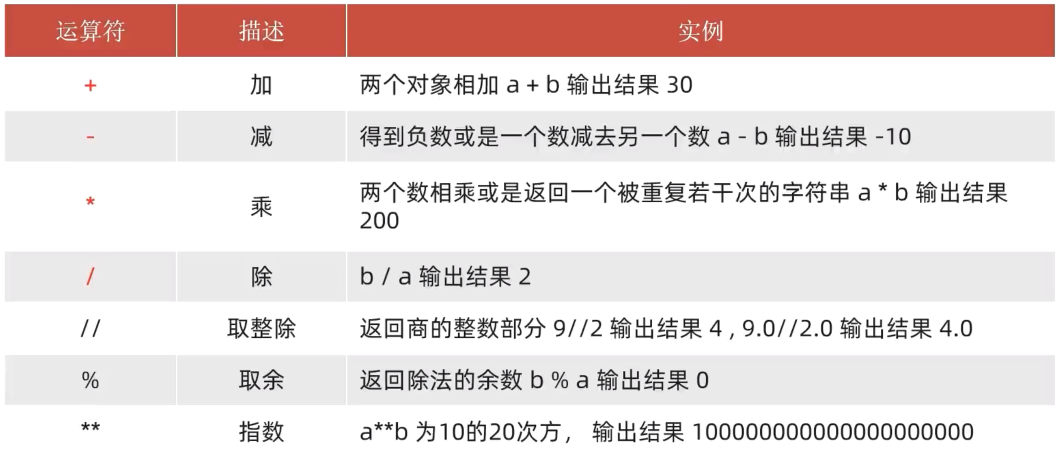 运算符 描述 实例
+ 加 两个对象相加 a + b 输出结果 30
- 减 得到负数或是一个数减去另一个数 a - b 输出结果 -10
* 乘 两个数相乘或是返回一个被重复若干次的字符串 a * b 输出结果
200
/ 除 b / a 输出结果 2
// 取整除 返回商的整数部分 9//2 输出结果 4 , 9.0//2.0 输出结果 4.0
% 取余 返回除法的余数 b % a 输出结果 0
** 指数 a**b 为10的20次方， 输出结果 100000000000000000000